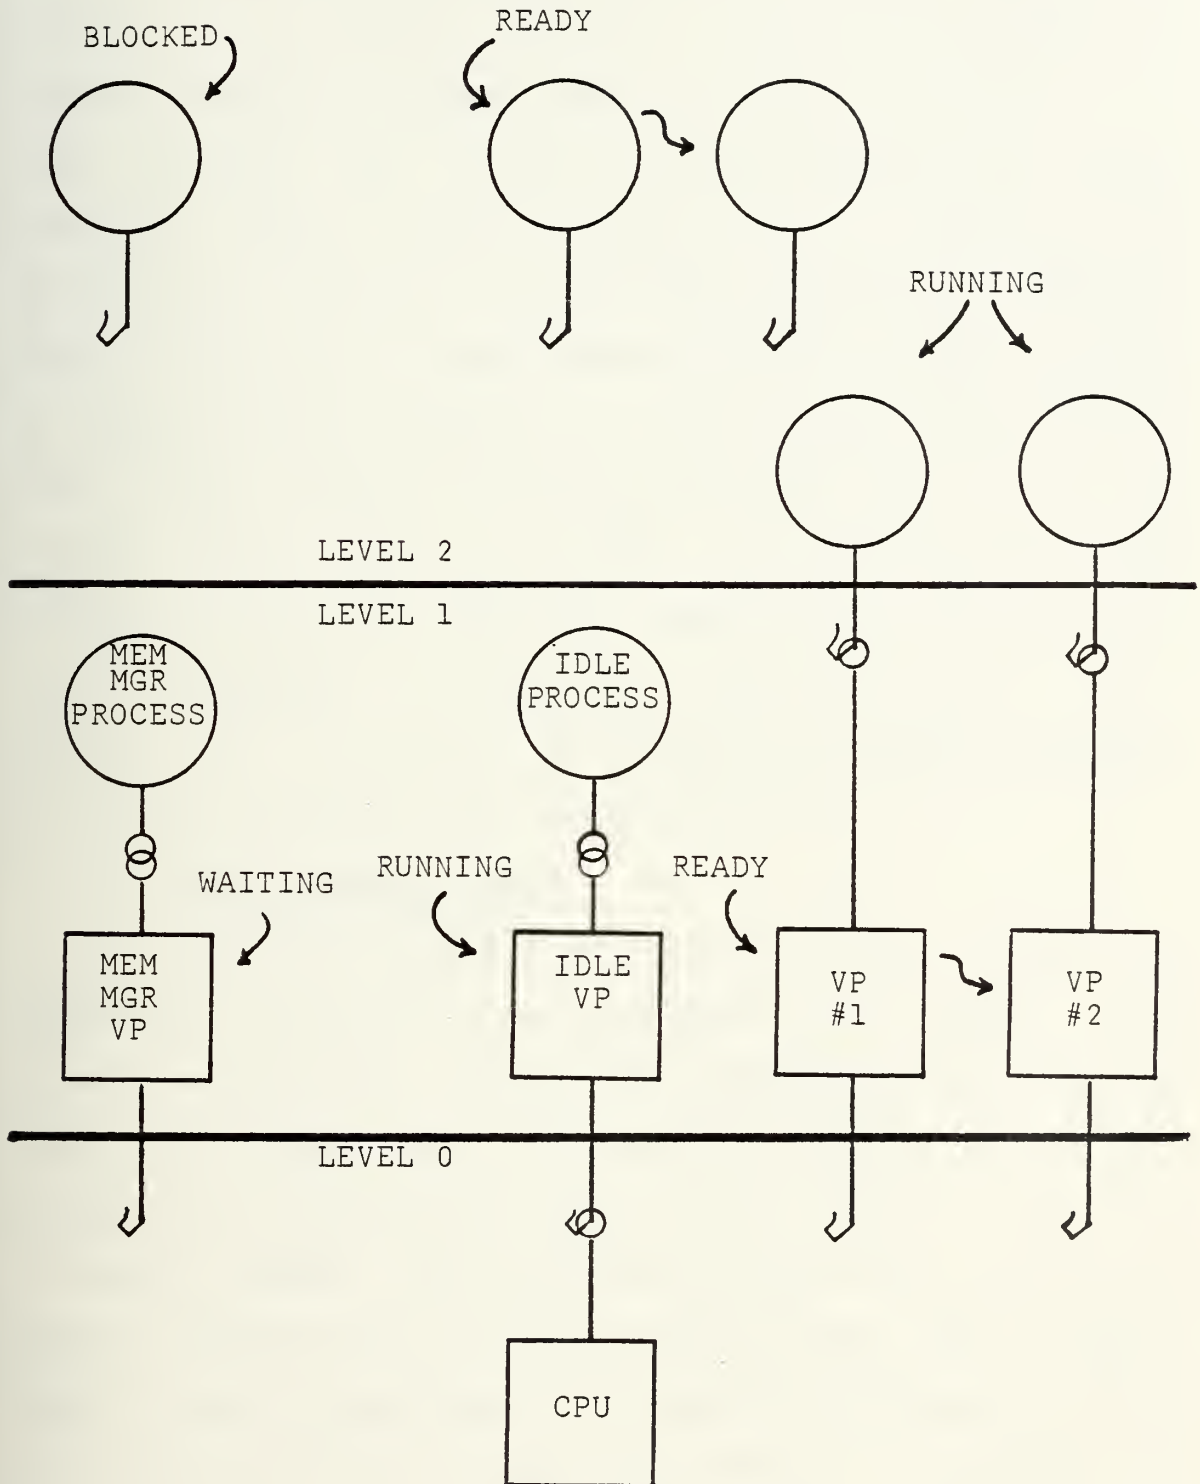 BLOCKED
READY
RUNNING
LEVEL 2
LEVEL 1
MEM
MGR
PROCESS
IDLE
PROCESS
WAITING
RUNNING
READY
MEM
MGR
VP
IDLE
VP
VP
#1
VP
#2
LEVEL 0
CPU